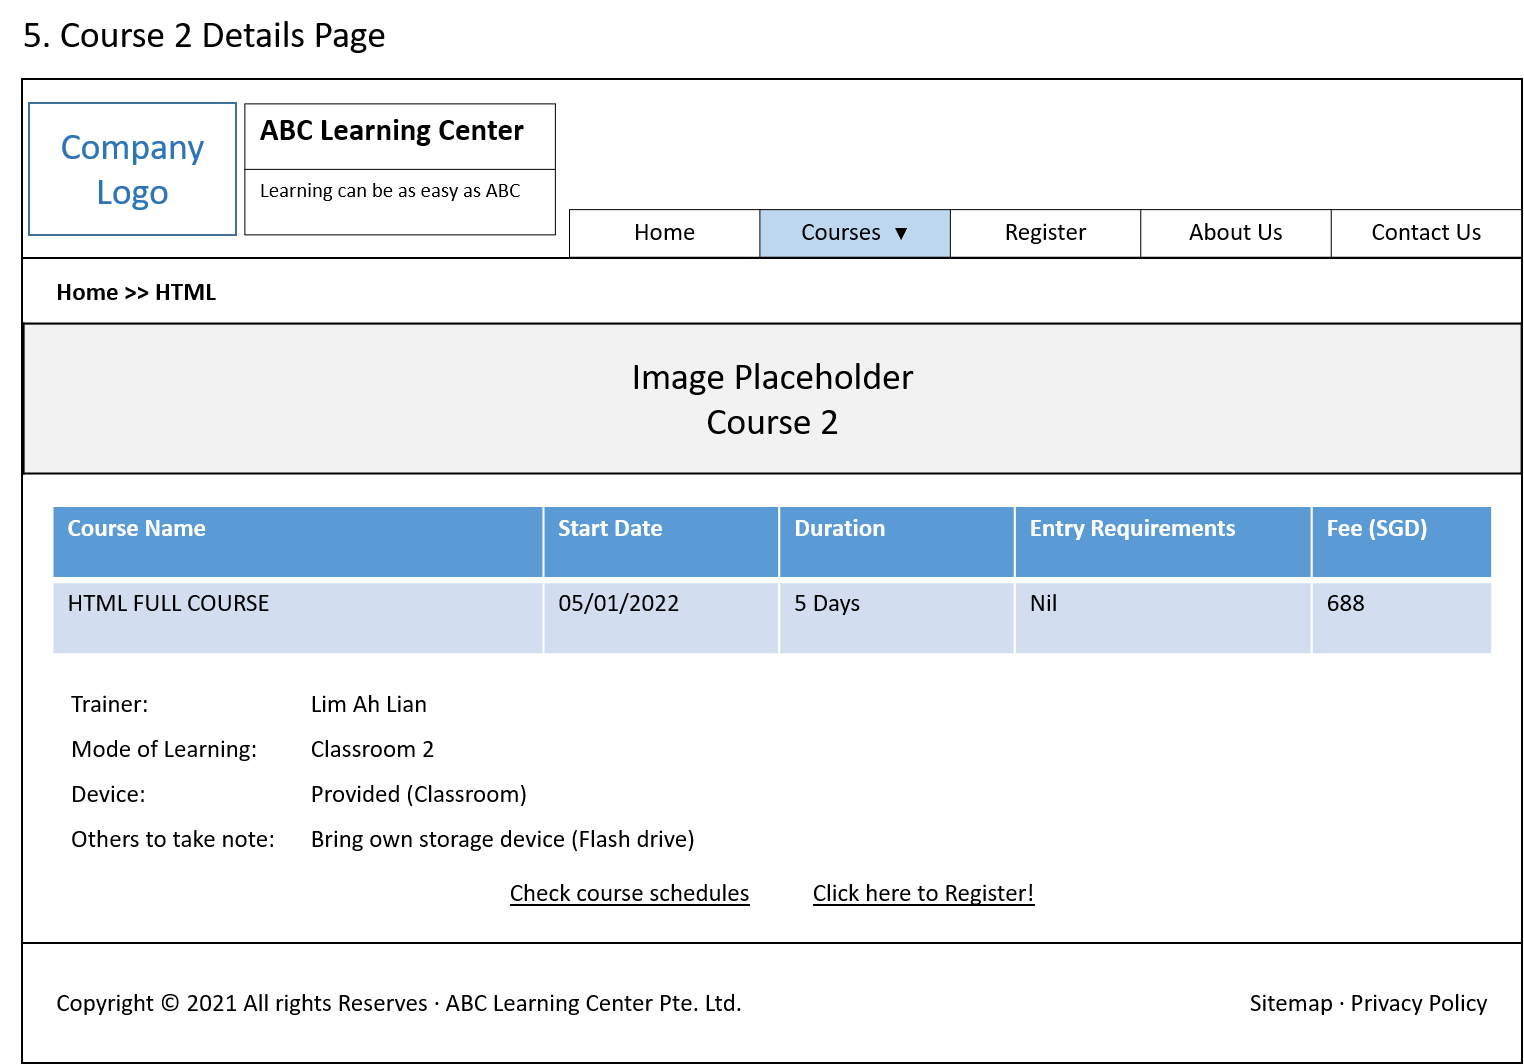 5. Course 2 Details Page
Company
Logo
ABC Learning Center
Learning can be as easy as ABC
Home
Courses ▼
Register
About Us
Contact Us
Home >> HTML
Image Placeholder
Course 2
Course Name Start Date Duration Entry Requirements Fee (SGD)
HTML FULL COURSE 05/01/2022 5 Days Nil 688
Trainer: Lim Ah Lian
Mode of Learning: Classroom 2
Device: Provided (Classroom)
Others to take note: Bring own storage device (Flash drive)
Check course schedules Click here to Register!
Copyright © 2021 All rights Reserves · ABC Learning Center Pte. Ltd. Sitemap · Privacy Policy